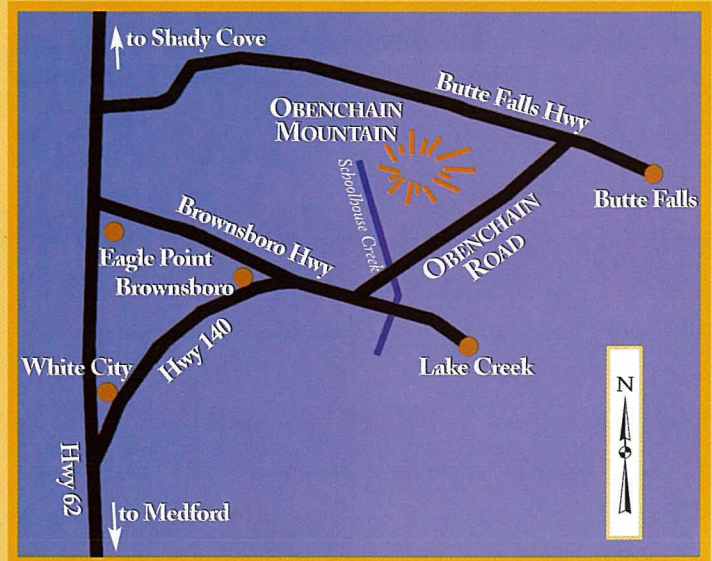 to Shady Cove
Butte Falls Hwy
OBENCHAIN
MOUNTAIN
Schoolhouse Creek
Butte Falls
Brownsboro Hwy
OBENCHAIN
ROAD
Eagle Point
Brownsboro
Hwy 140
White City
Lake Creek
N
Hwy 62
to Medford